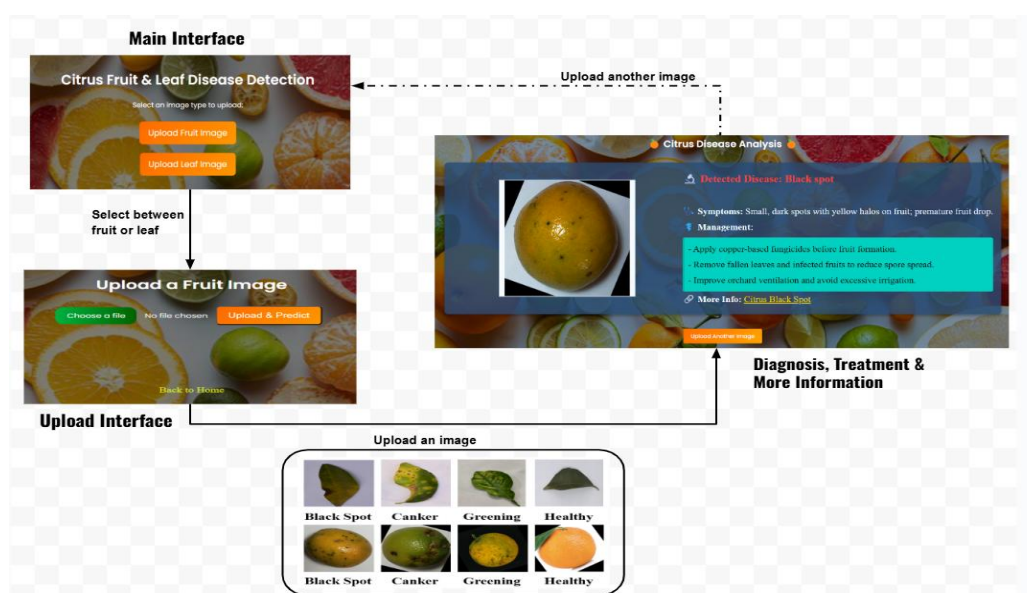 Main Interface
Citrus Fruit & Leaf Disease Detection
Select an image type to upload:
Upload Fruit Image
Upload Leaf Image
Select between
fruit or leaf
Upload a Fruit Image
Choose a file No file chosen Upload & Predict
Back to Home
Upload Interface
Upload another image
Citrus Disease Analysis
Detected Disease: Black spot
Symptoms: Small, dark spots with yellow halos on fruit; premature fruit drop.
Management:
- Apply copper-based fungicides before fruit formation.
- Remove fallen leaves and infected fruits to reduce spore spread.
- Improve orchard ventilation and avoid excessive irrigation.
More Info: Citrus Black Spot
Upload Another Image
Diagnosis, Treatment &
More Information
Upload an image
Black Spot Canker Greening Healthy
Black Spot Canker Greening Healthy